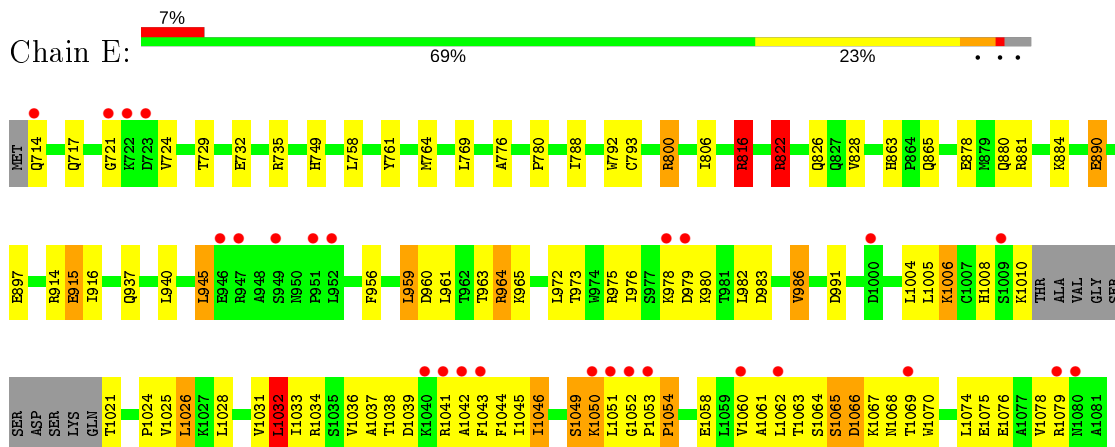 7%
Chain E:
69% 23% • • •
MET Q714 Q717 G721 K722 D723 V724 T729 E732 R735 H749 L758 Y761 M764 L769 A776 P780 I788 W792 C793 R800 I806 R816 R822 Q826 Q827 V828 H863 P864 Q865 E878 M879 Q880 R881 K884 E890
E897 R914 E915 I916 Q937 L940 L945 E946 R947 A948 S949 N950 P951 L952 F956 L959 D960 L961 T962 T963 R964 K965 L972 T973 W974 R975 I976 S977 K978 D979 K980 T981 L982 D983 V986 D991 D1000 L1004 L1005 K1006 C1007 H1008 S1009 K1010 THR ALA VAL GLY SER
SER ASP SER LYS GLN T1021 P1024 V1025 L1026 K1027 L1028 V1031 L1032 I1033 R1034 S1035 V1036 A1037 T1038 D1039 K1040 R1041 A1042 F1043 F1044 I1045 I1046 S1049 K1050 L1051 G1052 P1053 P1054 E1058 L1059 V1060 A1061 L1062 T1063 S1064 S1065 D1066 K1067 N1068 T1069 W1070 L1074 E1075 E1076 A1077 V1078 R1079 N1080 A1081